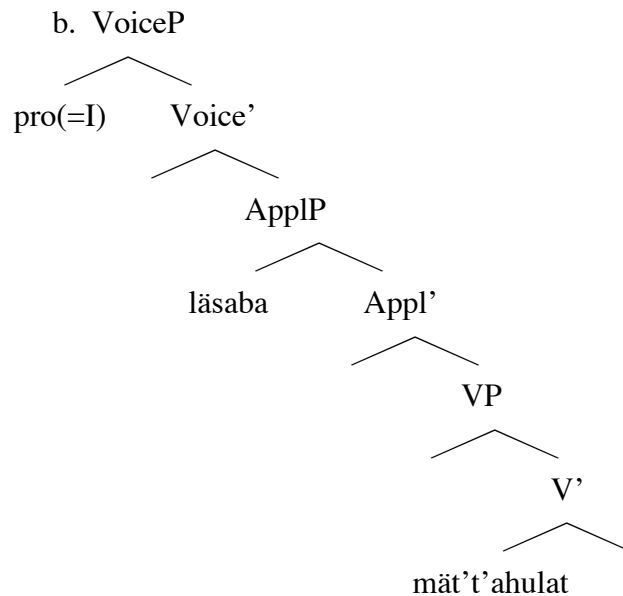 b. VoiceP
pro(=I) Voice’
ApplP
läsaba Appl’
VP
V’
mät’t’ahulat